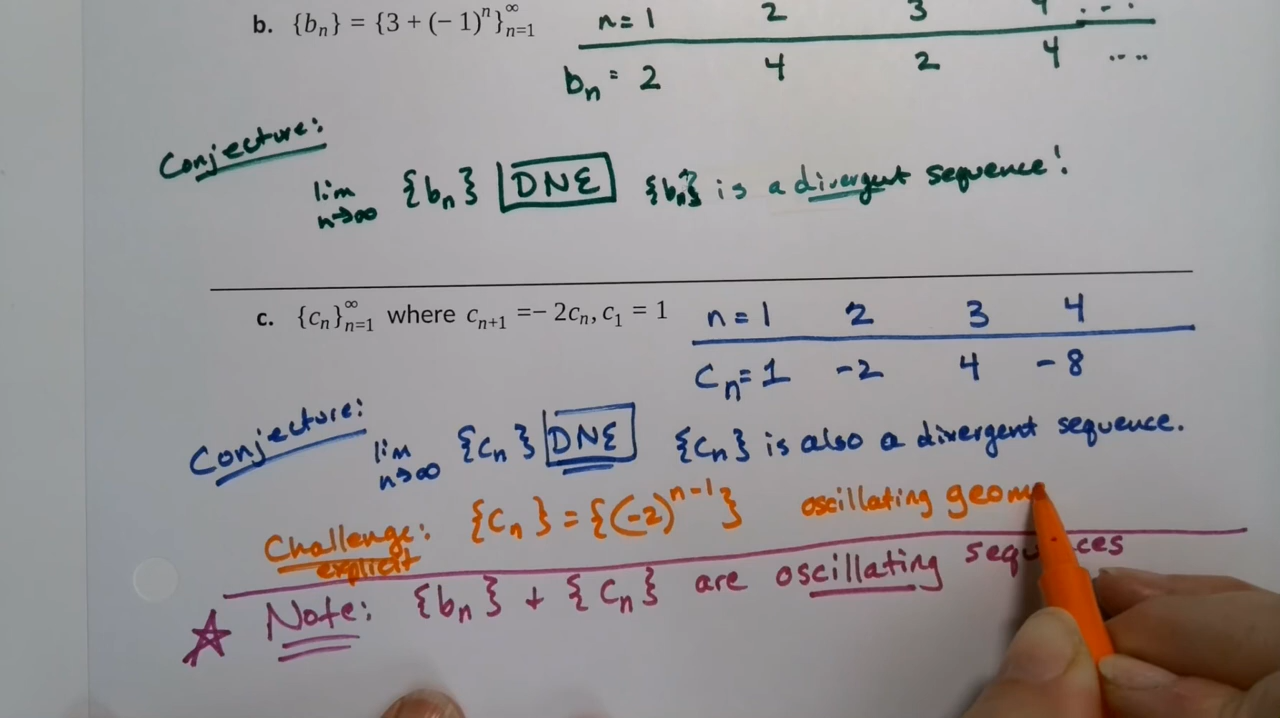 b. {bₙ} = {3 + (− 1)ⁿ}∞ₙ₌₁ n = 1 2 3 4 ....
bₙ = 2 4 2 4 ....
Conjecture:
lim n→∞ {bₙ} DNE {bₙ} is a divergent sequence!
c. {cₙ}∞ₙ₌₁ where cₙ₊₁ =− 2cₙ, c₁ = 1 n = 1 2 3 4
Cₙ = 1 -2 4 -8
Conjecture: lim n→∞ {cₙ} DNE {cₙ} is also a divergent sequence.
Challenge: {cₙ} = {(-2)ⁿ⁻¹} oscillating geom
explicit
Note: {bₙ} + {cₙ} are oscillating sequences